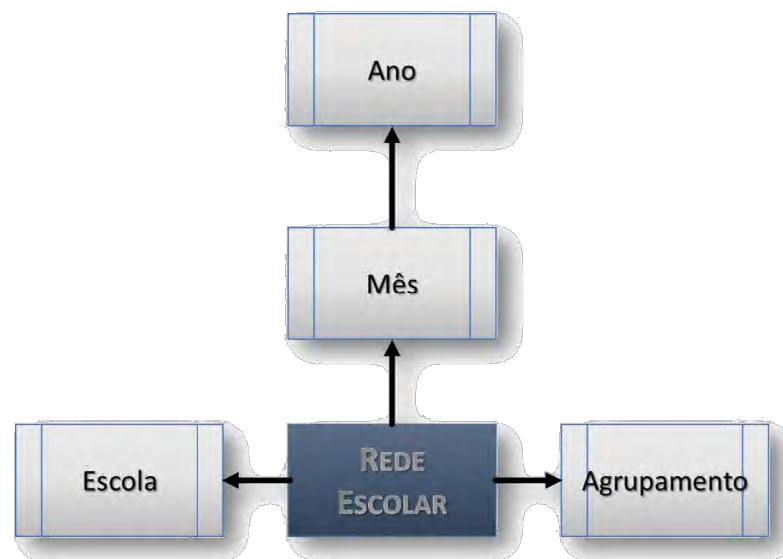 Ano
Mês
Escola
REDE
ESCOLAR
Agrupamento